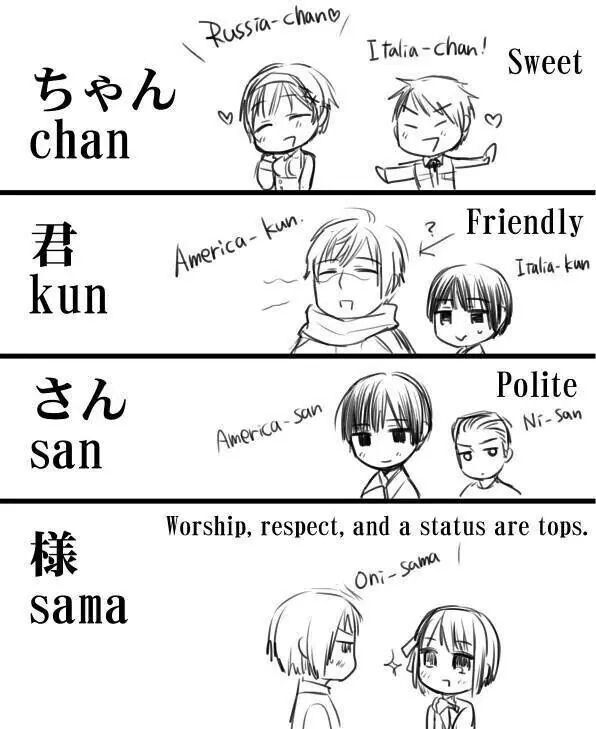 Russia-chan♡
Italia-chan!
Sweet
ちゃん
chan
君
kun
America-kun.
?
Friendly
Italia-kun
さん
san
America-san
Polite
Ni-san
様
sama
Worship, respect, and a status are tops.
Oni-sama